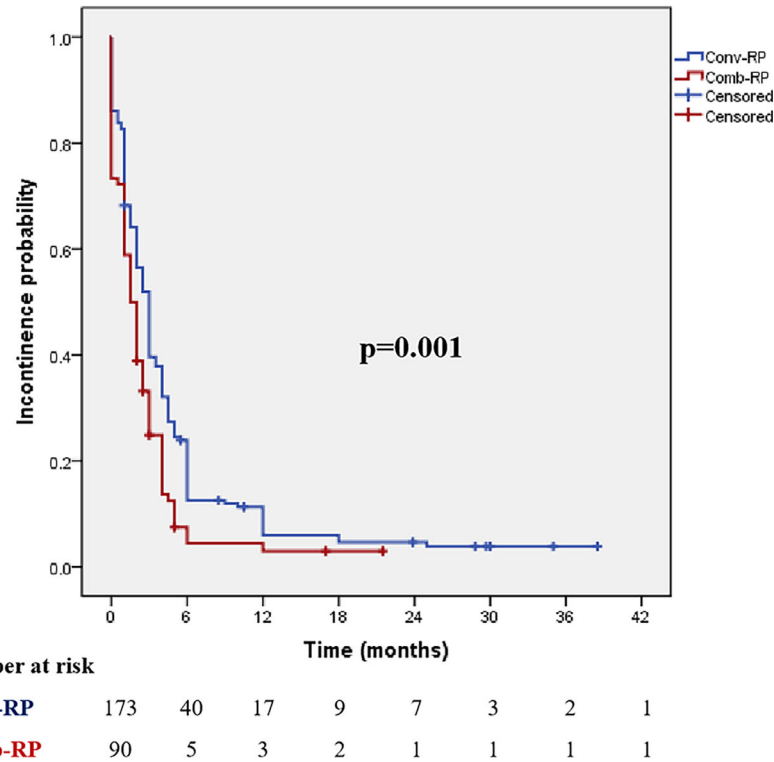 Incontinence probability
1.0
0.8
0.6
0.4
0.2
0.0
p=0.001
Conv-RP
Comb-RP
Censored
Censored
0 6 12 18 24 30 36 42
Time (months)
at risk
-RP 173 40 17 9 7 3 2 1
-RP 90 5 3 2 1 1 1 1